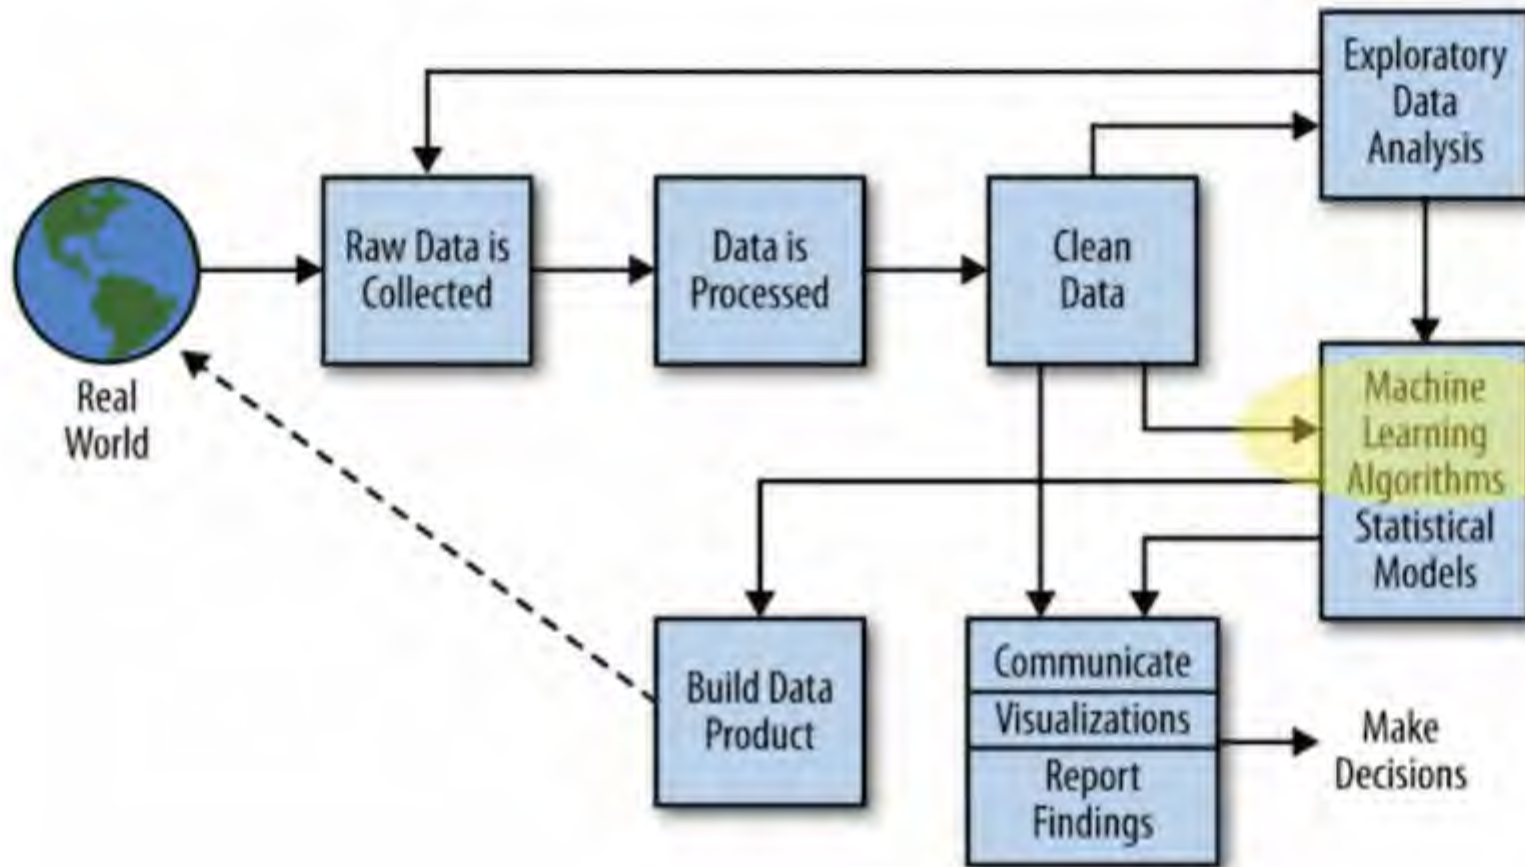 Exploratory
Data
Analysis
Raw Data is
Collected
Data is
Processed
Clean
Data
Real
World
Machine
Learning
Algorithms
Statistical
Models
Build Data
Product
Communicate
Visualizations
Report
Findings
Make
Decisions